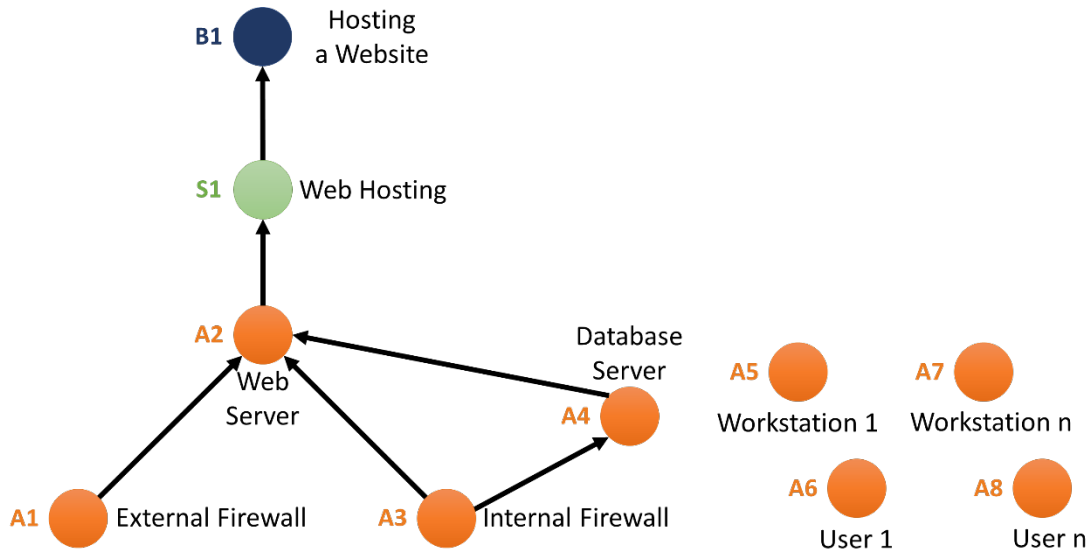 B1 Hosting
a Website
S1 Web Hosting
A2
Web
Server
Database
Server
A4
A5
Workstation 1
A7
Workstation n
A1 External Firewall
A3 Internal Firewall
A6
User 1
A8
User n